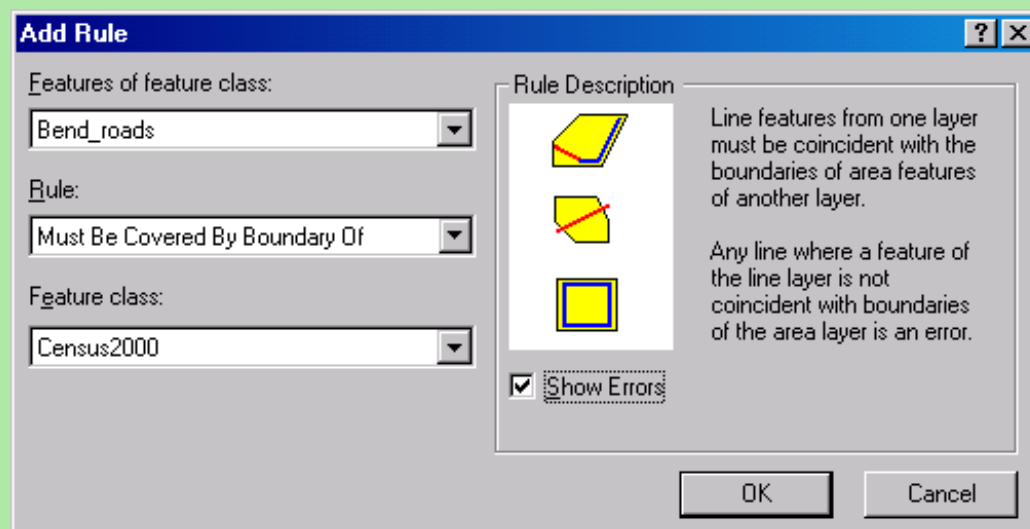 Add Rule
Features of feature class:
Bend_roads
Rule:
Must Be Covered By Boundary Of
Feature class:
Census2000
Rule Description
Line features from one layer
must be coincident with the
boundaries of area features
of another layer.
Any line where a feature of
the line layer is not
coincident with boundaries
of the area layer is an error.
Show Errors
OK
Cancel